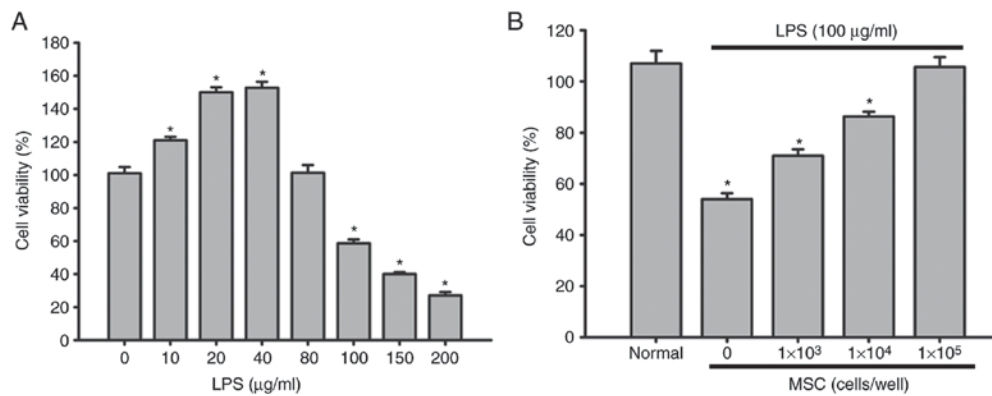 A
Cell viability (%)
180
160
140
120
100
80
60
40
20
0
* * * * * *
0 10 20 40 80 100 150 200
LPS (μg/ml)
B
LPS (100 μg/ml)
Cell viability (%)
120
100
80
60
40
20
0
* * *
Normal 0 1×10³ 1×10⁴ 1×10⁵
MSC (cells/well)